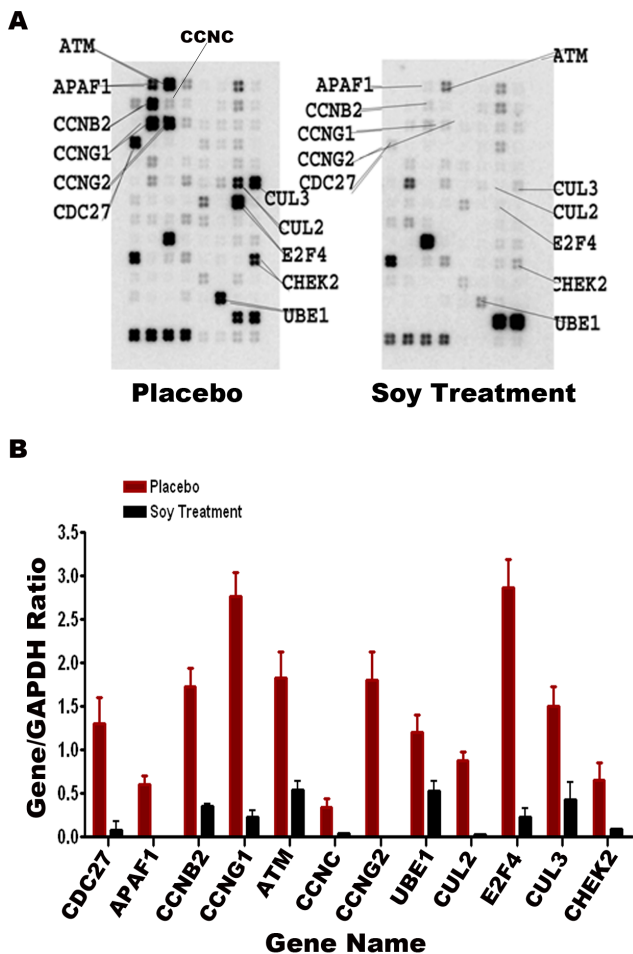 A
ATM
CCNC
APAF1
CCNB2
CCNG1
CCNG2
CDC27
CUL3
CUL2
E2F4
CHEK2
UBE1
Placebo
ATM
APAF1
CCNB2
CCNG1
CCNG2
CDC27
CUL3
CUL2
E2F4
CHEK2
UBE1
Soy Treatment
B
Placebo
Soy Treatment
Gene/GAPDH Ratio
3.5
3.0
2.5
2.0
1.5
1.0
0.5
0.0
CDC27
APAF1
CCNB2
CCNG1
ATM
CCNC
CCNG2
UBE1
CUL2
E2F4
CUL3
CHEK2
Gene Name